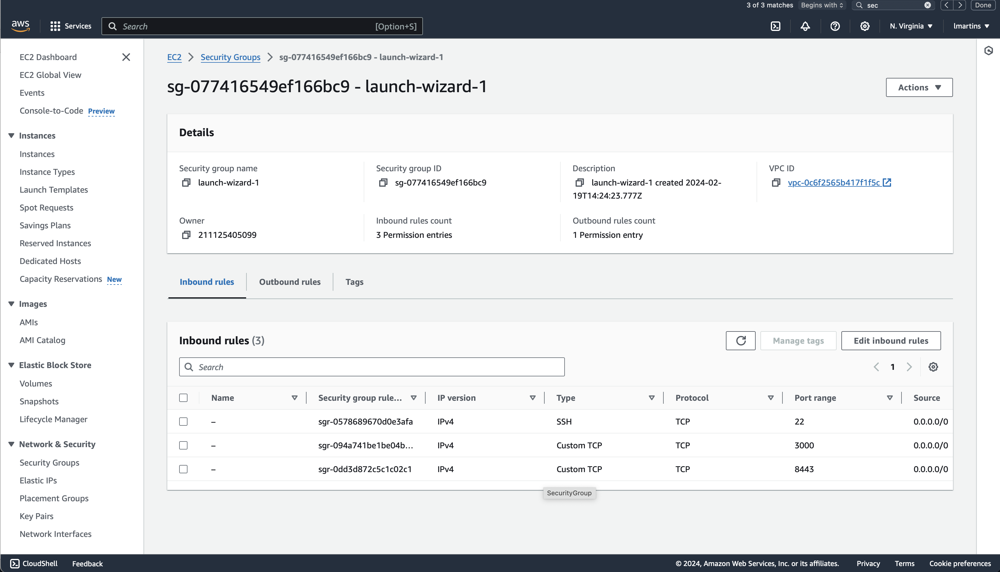 3 of 3 matches Begins with sec Done
aws Services Search [Option+S] N. Virginia lmartins
EC2 Dashboard
EC2 Global View
Events
Console-to-Code Preview
Instances
Instances
Instance Types
Launch Templates
Spot Requests
Savings Plans
Reserved Instances
Dedicated Hosts
Capacity Reservations New
Images
AMIs
AMI Catalog
Elastic Block Store
Volumes
Snapshots
Lifecycle Manager
Network & Security
Security Groups
Elastic IPs
Placement Groups
Key Pairs
Network Interfaces
EC2 Security Groups sg-077416549ef166bc9 - launch-wizard-1
sg-077416549ef166bc9 - launch-wizard-1
Actions
Details
Security group name
launch-wizard-1
Security group ID
sg-077416549ef166bc9
Description
launch-wizard-1 created 2024-02-
19T14:24:23.777Z
VPC ID
vpc-0c6f2565b417f1f5c
Owner
211125405099
Inbound rules count
3 Permission entries
Outbound rules count
1 Permission entry
Inbound rules Outbound rules Tags
Inbound rules (3) Manage tags Edit inbound rules
Search 1
Name Security group rule... IP version Type Protocol Port range Source
– sgr-0578689670d0e3afa IPv4 SSH TCP 22 0.0.0.0/0
– sgr-094a741be1be04b... IPv4 Custom TCP TCP 3000 0.0.0.0/0
– sgr-0dd3d872c5c1c02c1 IPv4 Custom TCP TCP 8443 0.0.0.0/0
SecurityGroup
CloudShell Feedback © 2024, Amazon Web Services, Inc. or its affiliates. Privacy Terms Cookie preferences